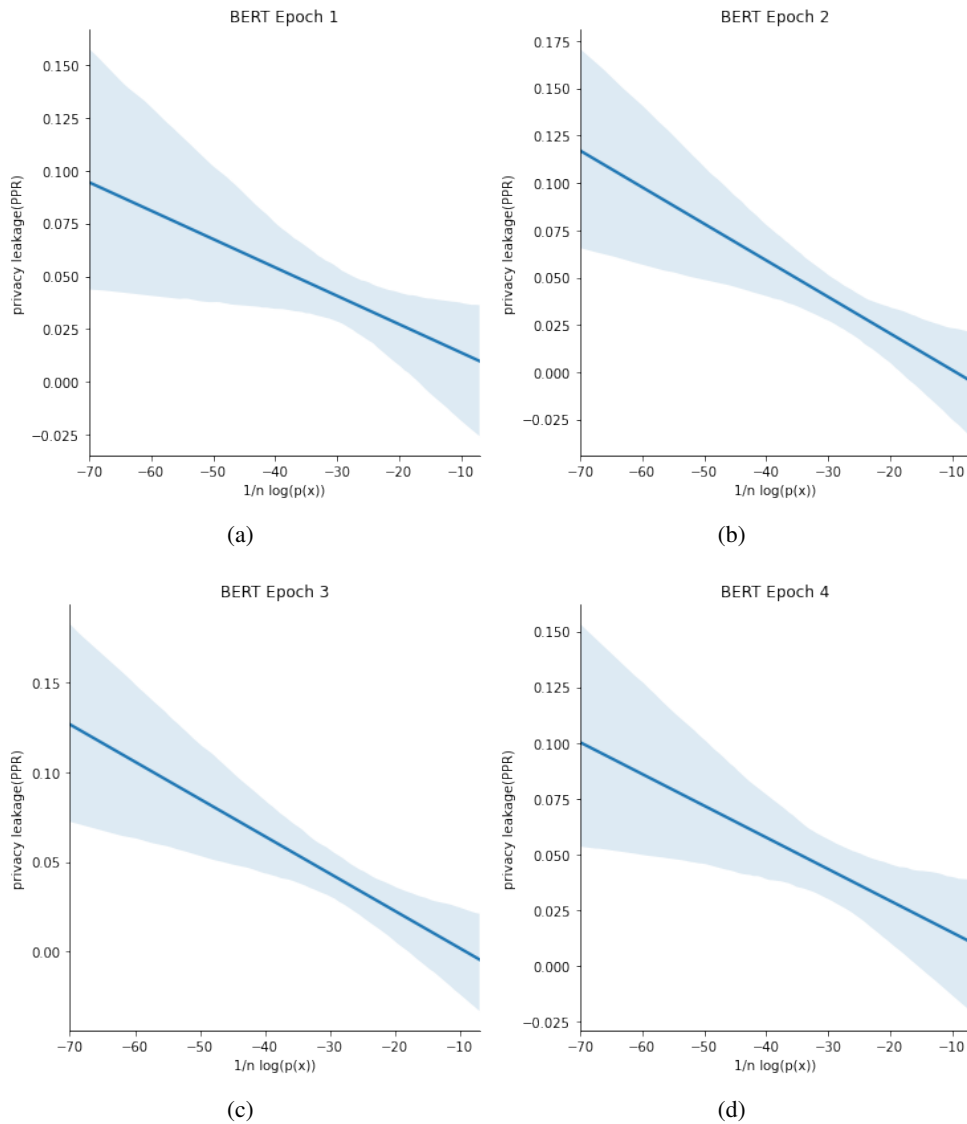 BERT Epoch 1
0.150
0.125
0.100
0.075
0.050
0.025
0.000
−0.025
privacy leakage(PPR)
−70 −60 −50 −40 −30 −20 −10
1/n log(p(x))
(a)
BERT Epoch 2
0.175
0.150
0.125
0.100
0.075
0.050
0.025
0.000
−0.025
privacy leakage(PPR)
−70 −60 −50 −40 −30 −20 −10
1/n log(p(x))
(b)
BERT Epoch 3
0.15
0.10
0.05
0.00
privacy leakage(PPR)
−70 −60 −50 −40 −30 −20 −10
1/n log(p(x))
(c)
BERT Epoch 4
0.150
0.125
0.100
0.075
0.050
0.025
0.000
−0.025
privacy leakage(PPR)
−70 −60 −50 −40 −30 −20 −10
1/n log(p(x))
(d)